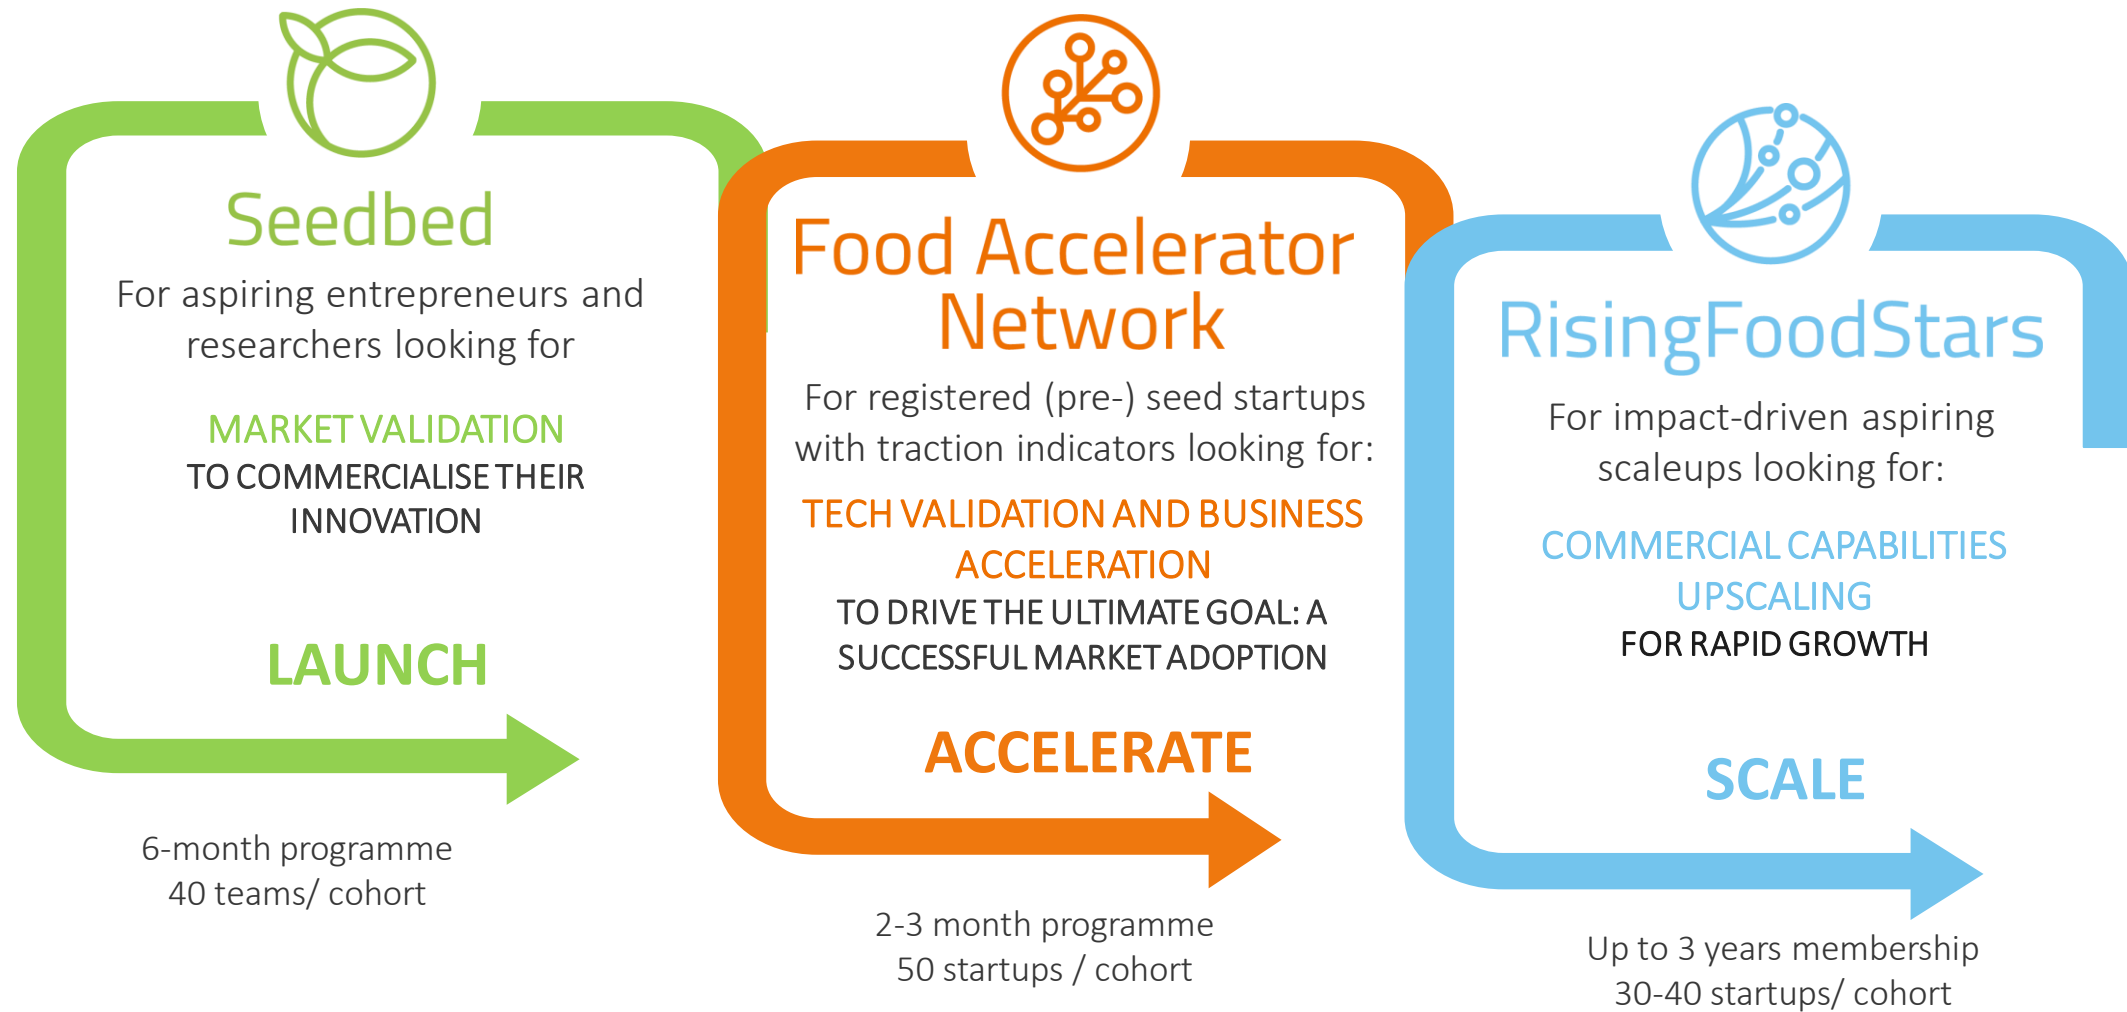 Seedbed
For aspiring entrepreneurs and
researchers looking for
MARKET VALIDATION
TO COMMERCIALISE THEIR
INNOVATION
LAUNCH
6-month programme
40 teams/ cohort
Food Accelerator
Network
For registered (pre-) seed startups
with traction indicators looking for:
TECH VALIDATION AND BUSINESS
ACCELERATION
TO DRIVE THE ULTIMATE GOAL: A
SUCCESSFUL MARKET ADOPTION
ACCELERATE
2-3 month programme
50 startups / cohort
RisingFoodStars
For impact-driven aspiring
scaleups looking for:
COMMERCIAL CAPABILITIES
UPSCALING
FOR RAPID GROWTH
SCALE
Up to 3 years membership
30-40 startups/ cohort